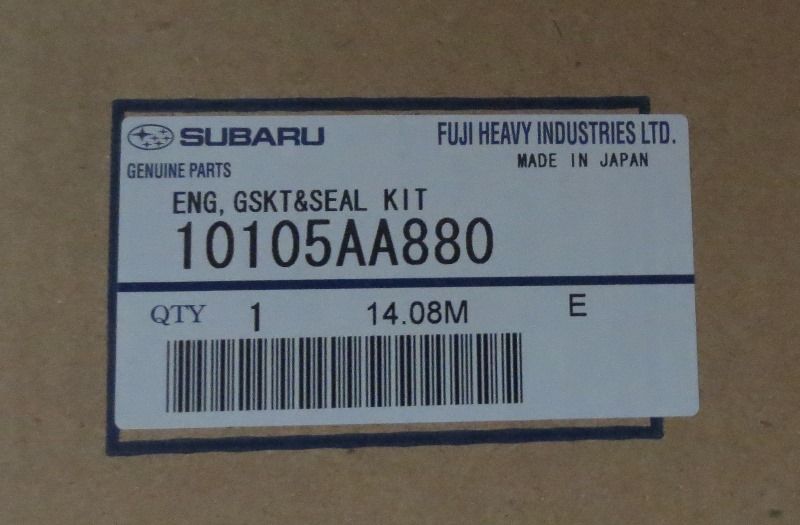 SUBARU
FUJI HEAVY INDUSTRIES LTD.
GENUINE PARTS
MADE IN JAPAN
ENG, GSKT&SEAL KIT
10105AA880
QTY 1 14.08M E